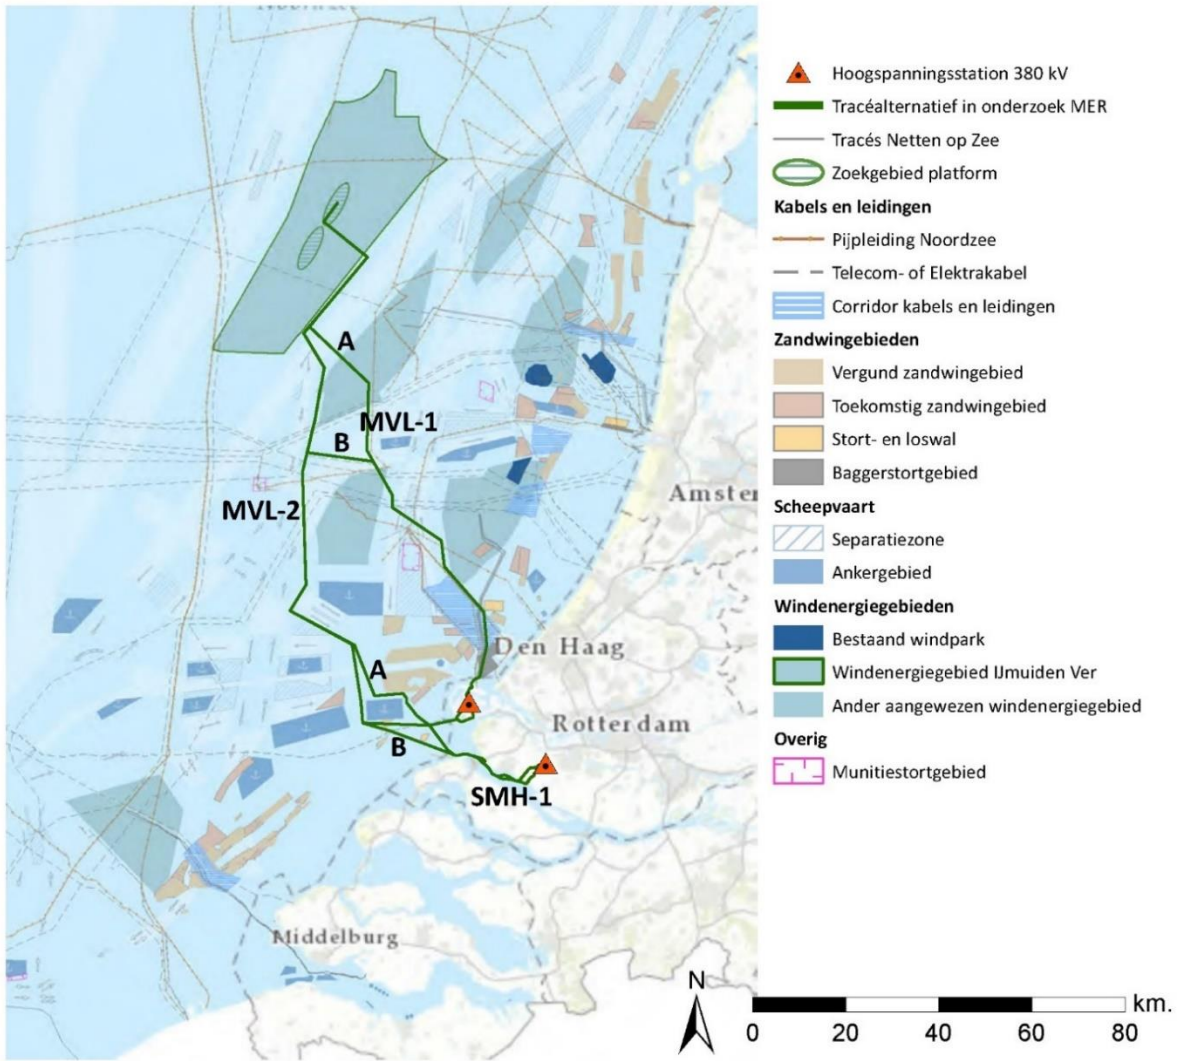 Noordzee
A
MVL-1
B
MVL-2
Amster
Den Haag
A
Rotterdam
B
SMH-1
Middelburg
Hoogspanningsstation 380 kV
Tracéalternatief in onderzoek MER
Tracés Netten op Zee
Zoekgebied platform
Kabels en leidingen
Pijpleiding Noordzee
Telecom- of Elektrakabel
Corridor kabels en leidingen
Zandwingebieden
Vergund zandwingebied
Toekomstig zandwingebied
Stort- en loswal
Baggerstortgebied
Scheepvaart
Separatiezone
Ankergebied
Windenergiegebieden
Bestaand windpark
Windenergiegebied IJmuiden Ver
Ander aangewezen windenergiegebied
Overig
Munitiestortgebied
N
km.
0 20 40 60 80